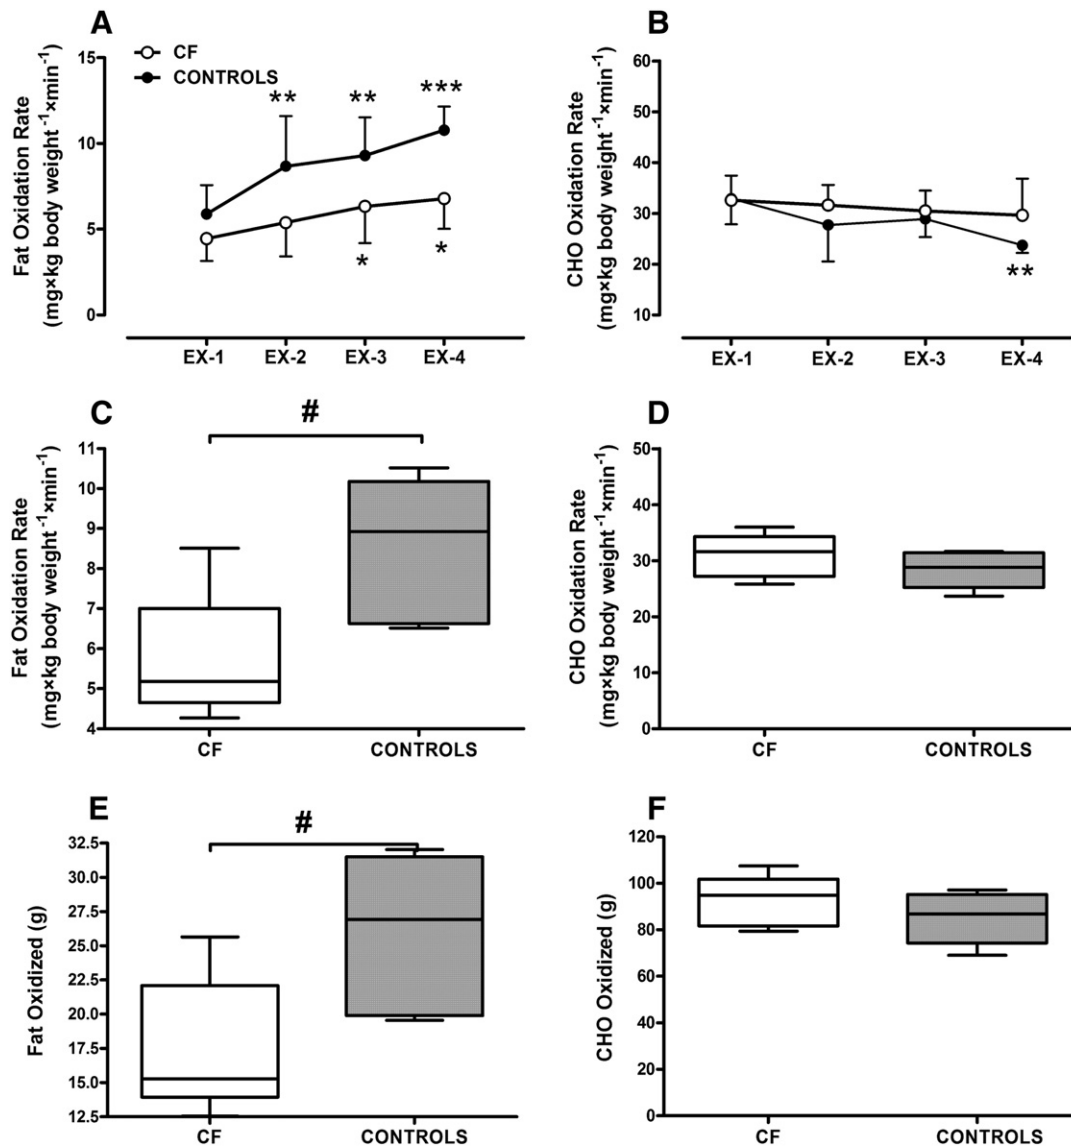 A
CF
CONTROLS
Fat Oxidation Rate
(mg×kg body weight⁻¹×min⁻¹)
15
10
5
0
**
**
***
*
*
EX-1 EX-2 EX-3 EX-4
B
CHO Oxidation Rate
(mg×kg body weight⁻¹×min⁻¹)
60
50
40
30
20
10
**
EX-1 EX-2 EX-3 EX-4
C
#
Fat Oxidation Rate
(mg×kg body weight⁻¹×min⁻¹)
11
10
9
8
7
6
5
4
CF CONTROLS
D
CHO Oxidation Rate
(mg×kg body weight⁻¹×min⁻¹)
50
40
30
20
10
0
CF CONTROLS
E
#
Fat Oxidized (g)
32.5
30.0
27.5
25.0
22.5
20.0
17.5
15.0
12.5
CF CONTROLS
F
CHO Oxidized (g)
120
100
80
60
40
20
0
CF CONTROLS